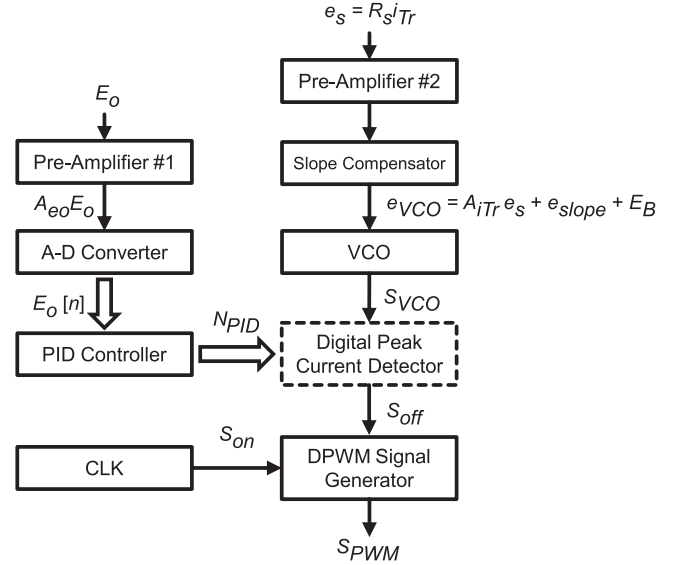 e_s = R_s i_Tr
Pre-Amplifier #2
E_o
Pre-Amplifier #1
Slope Compensator
A_eo E_o
e_VCO = A_iTr e_s + e_slope + E_B
A-D Converter
VCO
E_o [n]
S_VCO
N_PID
PID Controller
Digital Peak
Current Detector
S_off
S_on
CLK
DPWM Signal
Generator
S_PWM